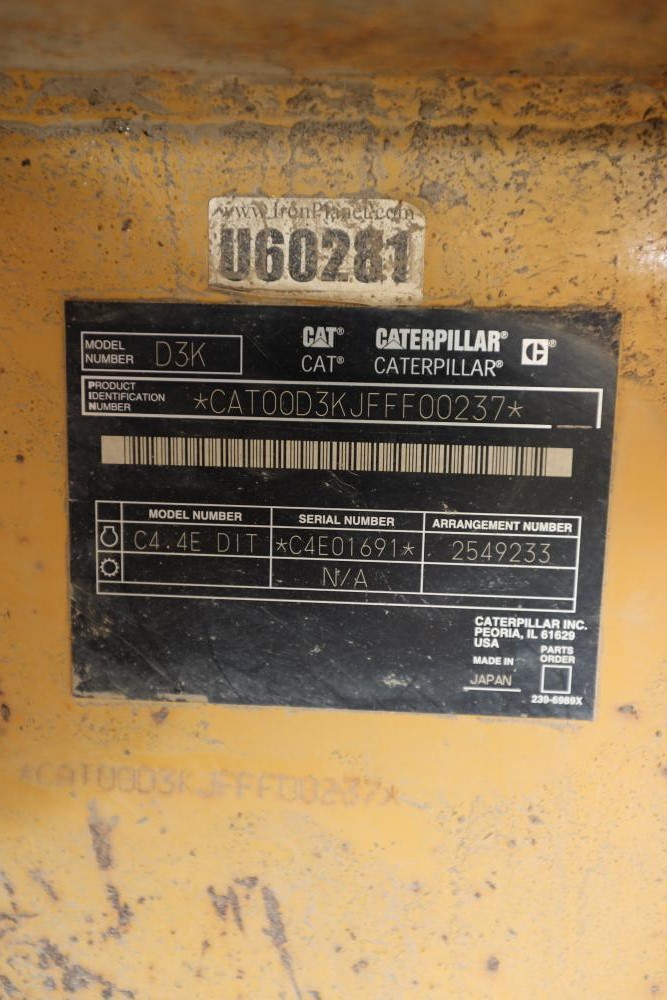 www.IronPlanet.com
U60281
MODEL NUMBER D3K
CAT® CATERPILLAR® C®
CAT® CATERPILLAR®
PRODUCT IDENTIFICATION NUMBER *CAT00D3KJFFF00237*
MODEL NUMBER SERIAL NUMBER ARRANGEMENT NUMBER
C4.4E DIT *C4E01691* 2549233
N/A
CATERPILLAR INC.
PEORIA, IL 61629
USA
PARTS ORDER
MADE IN
JAPAN
239-6989X
*CAT00D3KJFFF00237*